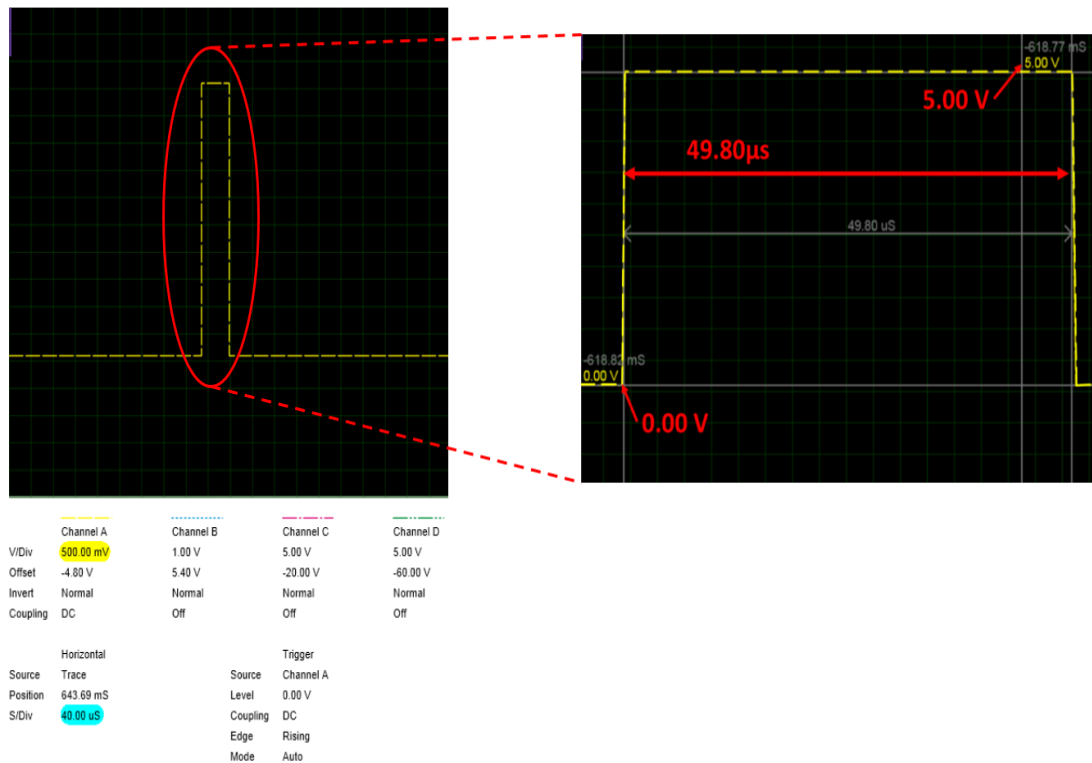 -618.77 mS
5.00 V
5.00 V
49.80µs
49.80 uS
-618.82 mS
0.00 V
0.00 V
Channel A Channel B Channel C Channel D
V/Div 500.00 mV 1.00 V 5.00 V 5.00 V
Offset -4.80 V 5.40 V -20.00 V -60.00 V
Invert Normal Normal Normal Normal
Coupling DC Off Off Off
Horizontal Trigger
Source Trace Source Channel A
Position 643.69 mS Level 0.00 V
S/Div 40.00 uS Coupling DC
Edge Rising
Mode Auto